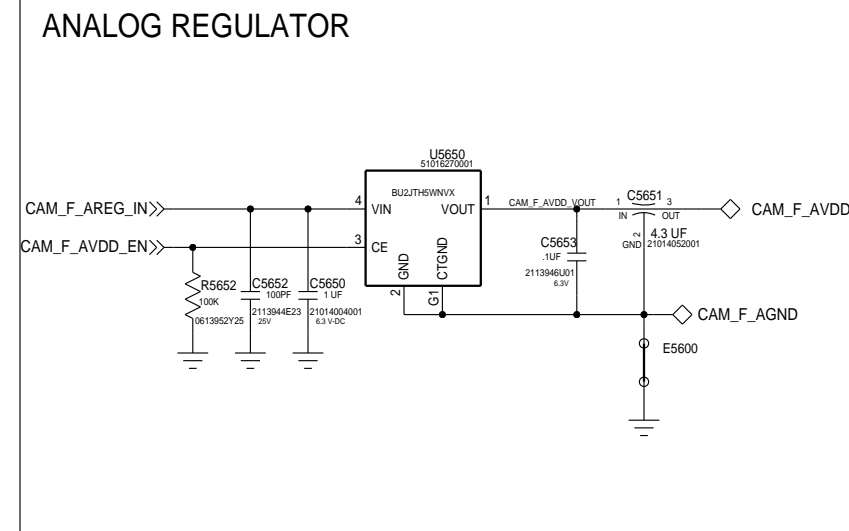 ANALOG REGULATOR
U5650
51016270001
BU2JTH5WNVX
CAM_F_AREG_IN
4
VIN
VOUT
1
CAM_F_AVDD_VOUT
1
C5651
3
IN
OUT
CAM_F_AVDD
CAM_F_AVDD_EN
3
CE
GND
CTGND
2
G1
C5653
.1UF
2113946U01
6.3V
2
GND
4.3 UF
21014052001
R5652
100K
0613952Y25
C5652
100PF
2113944E23
25V
C5650
1 UF
21014004001
6.3 V-DC
CAM_F_AGND
E5600